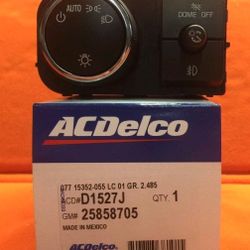 AUTO
DOME OFF
ACDelco
077 15352-055 LC 01 GR. 2.485
ACD# D1527J QTY. 1
GM# 25858705
MADE IN MEXICO
ACDelco